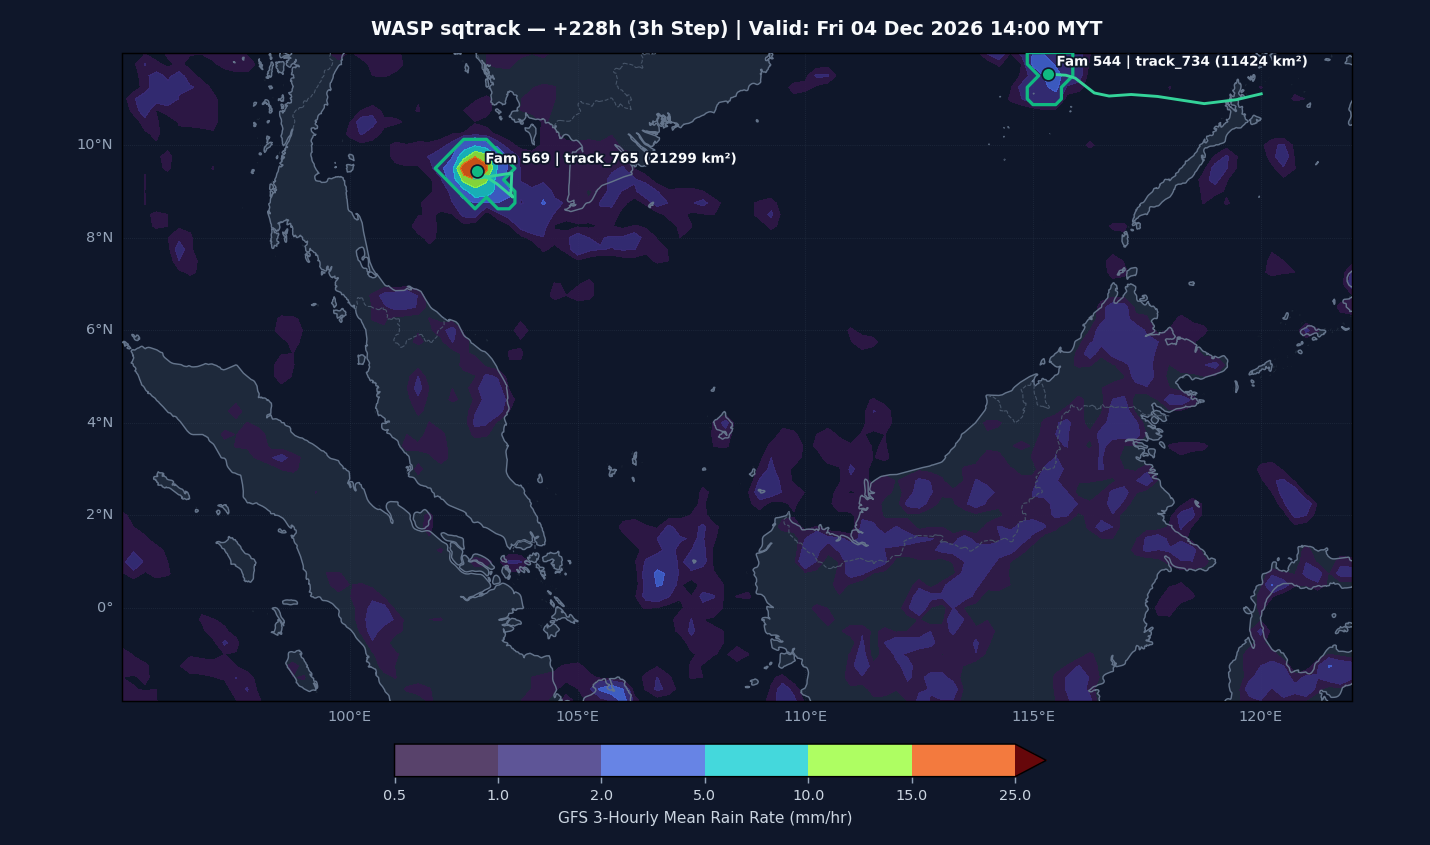 WASP sqtrack — +228h (3h Step) | Valid: Fri 04 Dec 2026 14:00 MYT
Fam 544 | track_734 (11424 km²)
10°N
Fam 569 | track_765 (21299 km²)
8°N
6°N
4°N
2°N
0°
100°E 105°E 110°E 115°E 120°E
0.5 1.0 2.0 5.0 10.0 15.0 25.0
GFS 3-Hourly Mean Rain Rate (mm/hr)